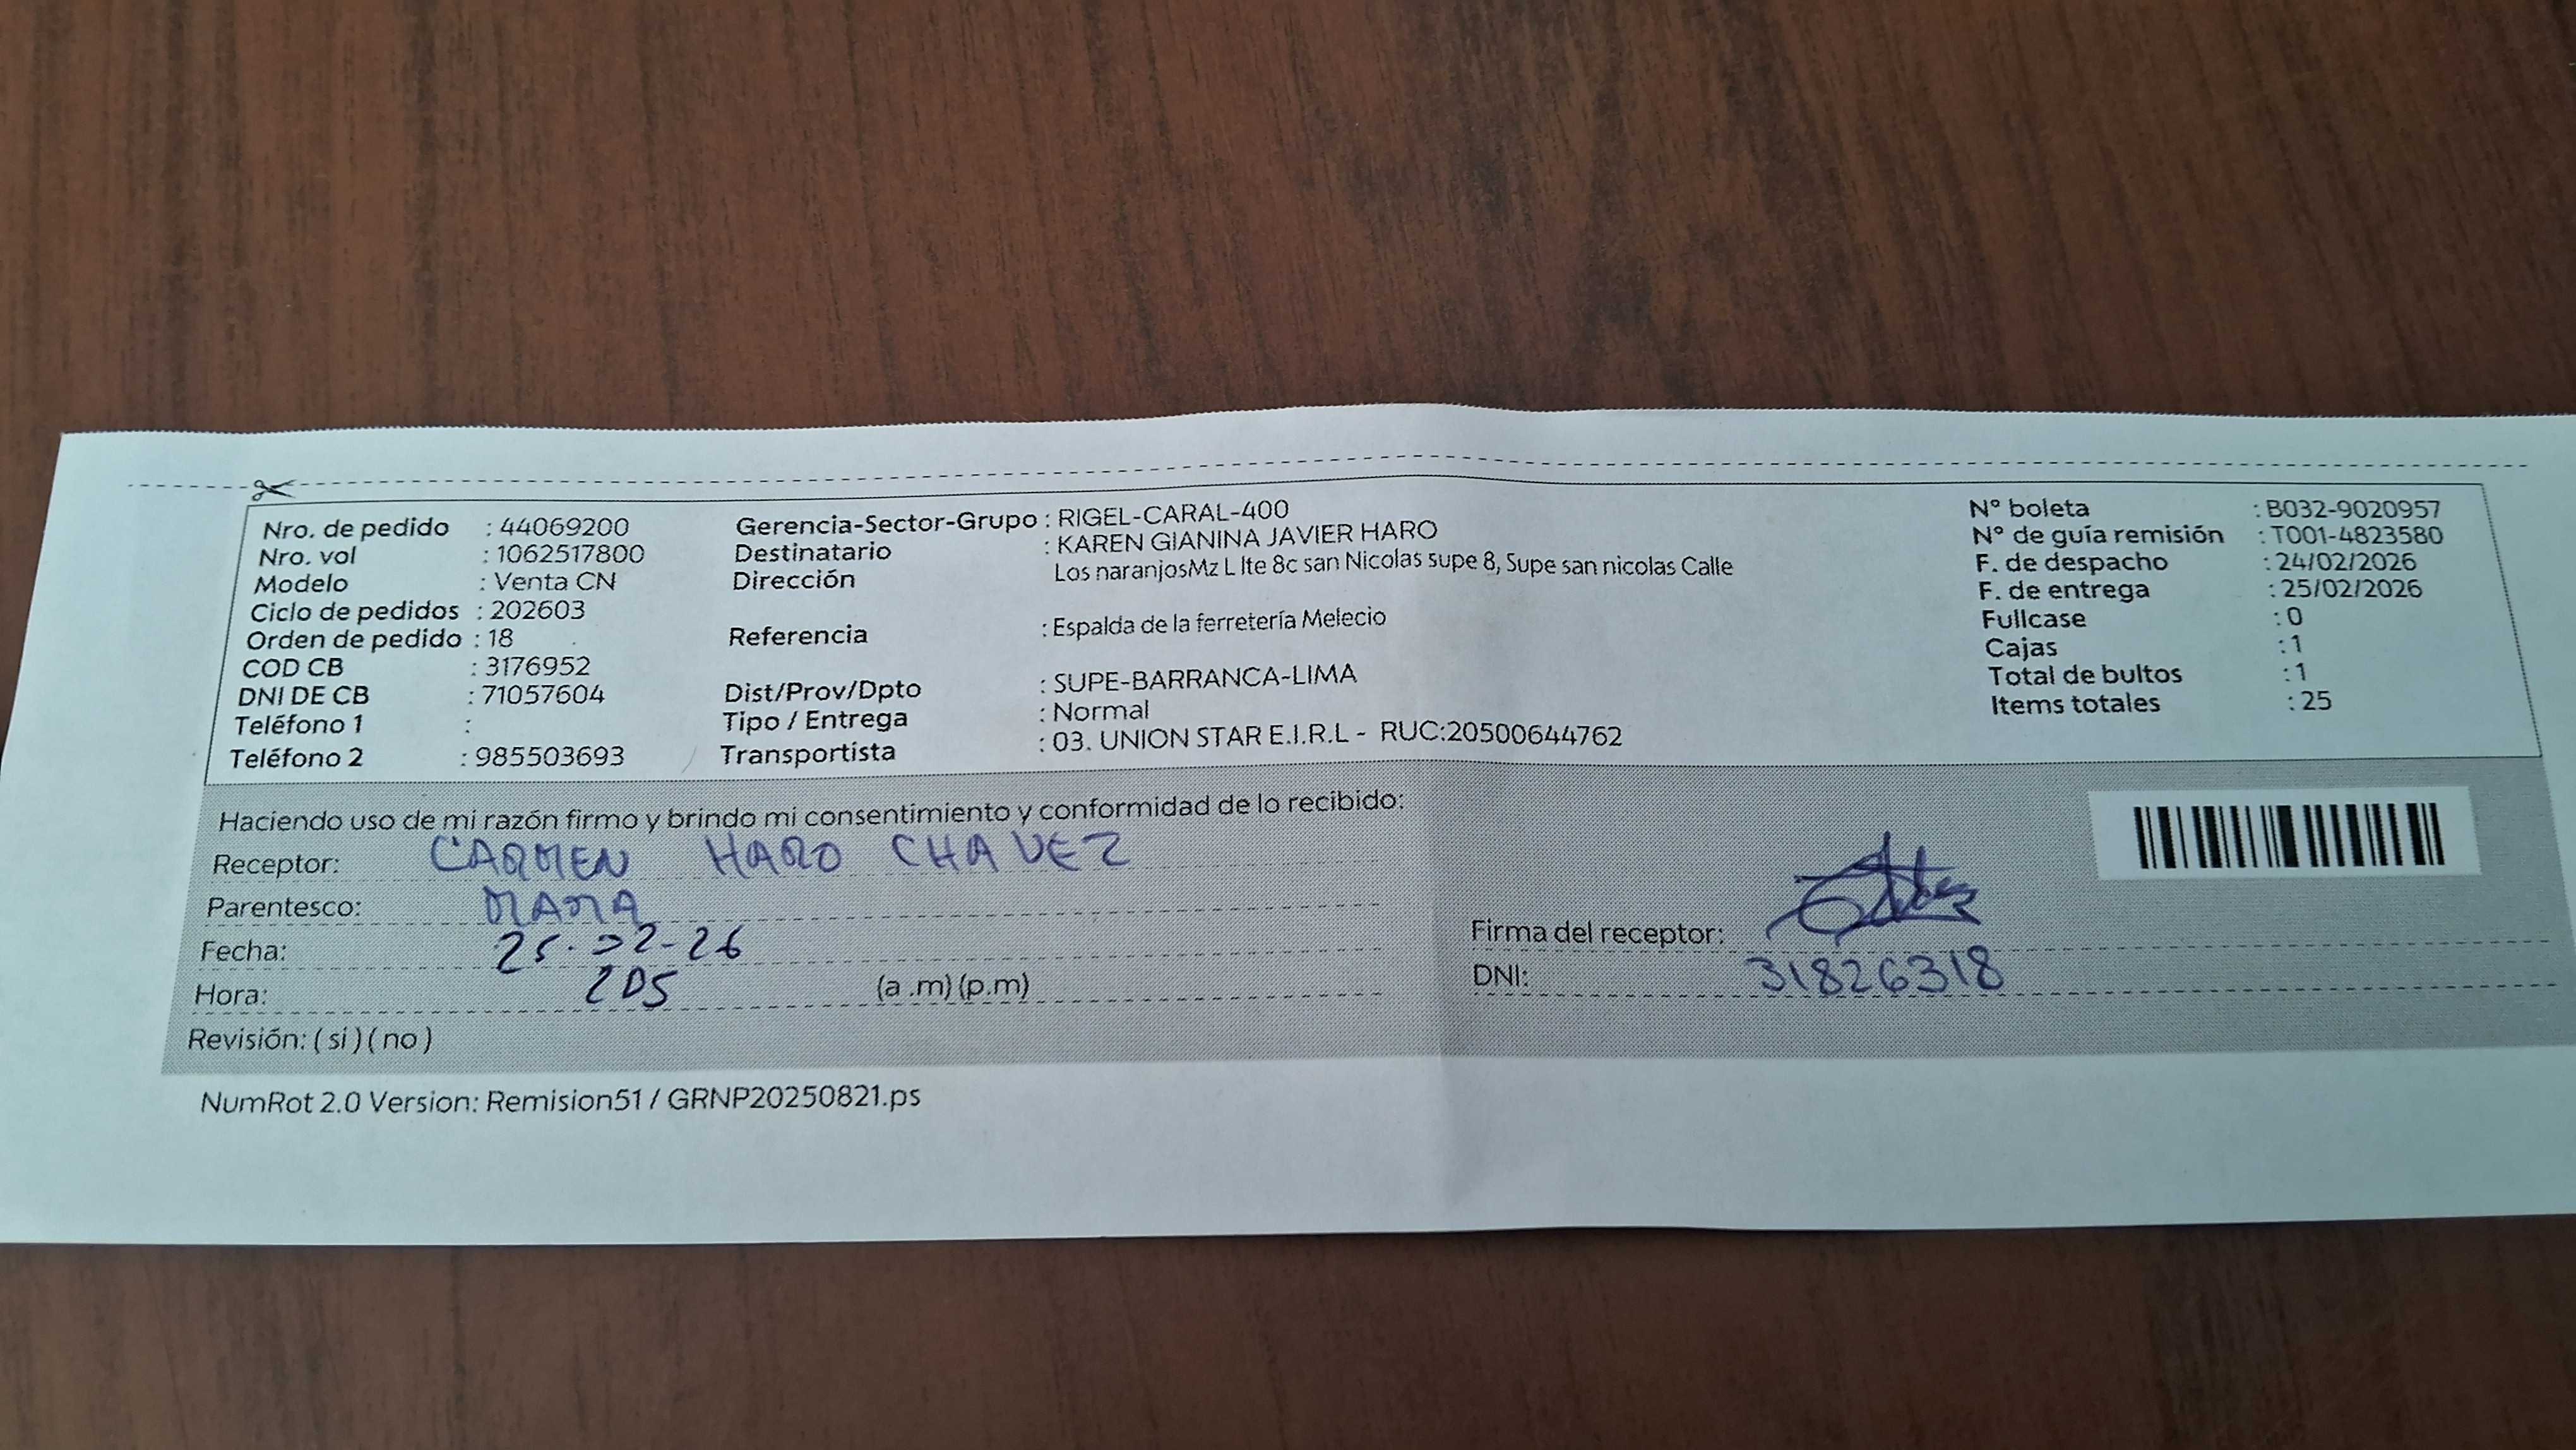 Nro. de pedido : 44069200
Nro. vol : 1062517800
Modelo : Venta CN
Ciclo de pedidos : 202603
Orden de pedido : 18
COD CB : 3176952
DNI DE CB : 71057604
Teléfono 1 :
Teléfono 2 : 985503693
Gerencia-Sector-Grupo : RIGEL-CARAL-400
Destinatario : KAREN GIANINA JAVIER HARO
Dirección Los naranjosMz L lte 8c san Nicolas supe 8, Supe san nicolas Calle
Referencia : Espalda de la ferretería Melecio
Dist/Prov/Dpto : SUPE-BARRANCA-LIMA
Tipo / Entrega : Normal
Transportista : 03. UNION STAR E.I.R.L - RUC:20500644762
N° boleta : B032-9020957
N° de guía remisión : T001-4823580
F. de despacho : 24/02/2026
F. de entrega : 25/02/2026
Fullcase : 0
Cajas : 1
Total de bultos : 1
Items totales : 25
Haciendo uso de mi razón firmo y brindo mi consentimiento y conformidad de lo recibido:
Receptor: CARMEN HARO CHAVEZ
Parentesco: MAMA
Fecha: 25-02-26
Hora: (a .m) (p.m)
Revisión: ( si ) ( no )
Firma del receptor:
DNI: 31826318
NumRot 2.0 Version: Remision51 / GRNP20250821.ps